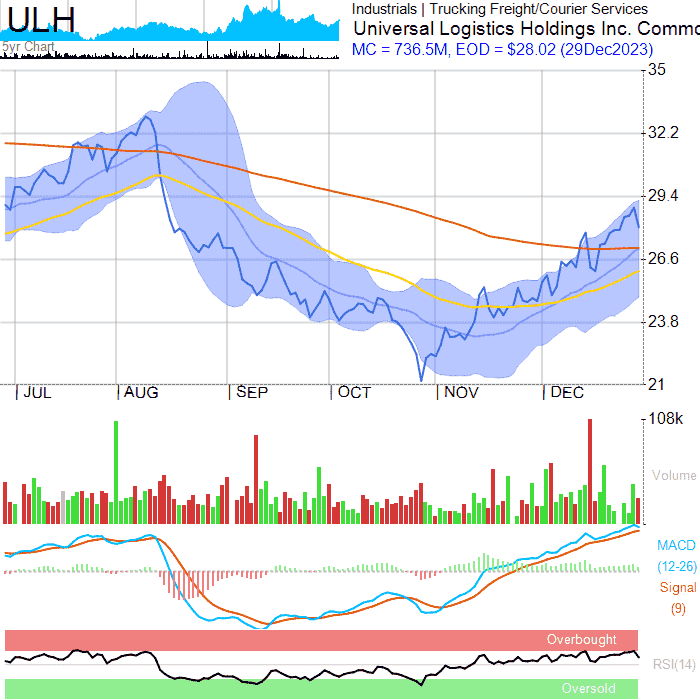 ULH
5yr Chart
Industrials | Trucking Freight/Courier Services
Universal Logistics Holdings Inc. Commo
MC = 736.5M, EOD = $28.02 (29Dec2023)
35
32.2
29.4
26.6
23.8
21
JUL AUG SEP OCT NOV DEC
108k
Volume
MACD
(12-26)
Signal
(9)
Overbought
RSI(14)
Oversold